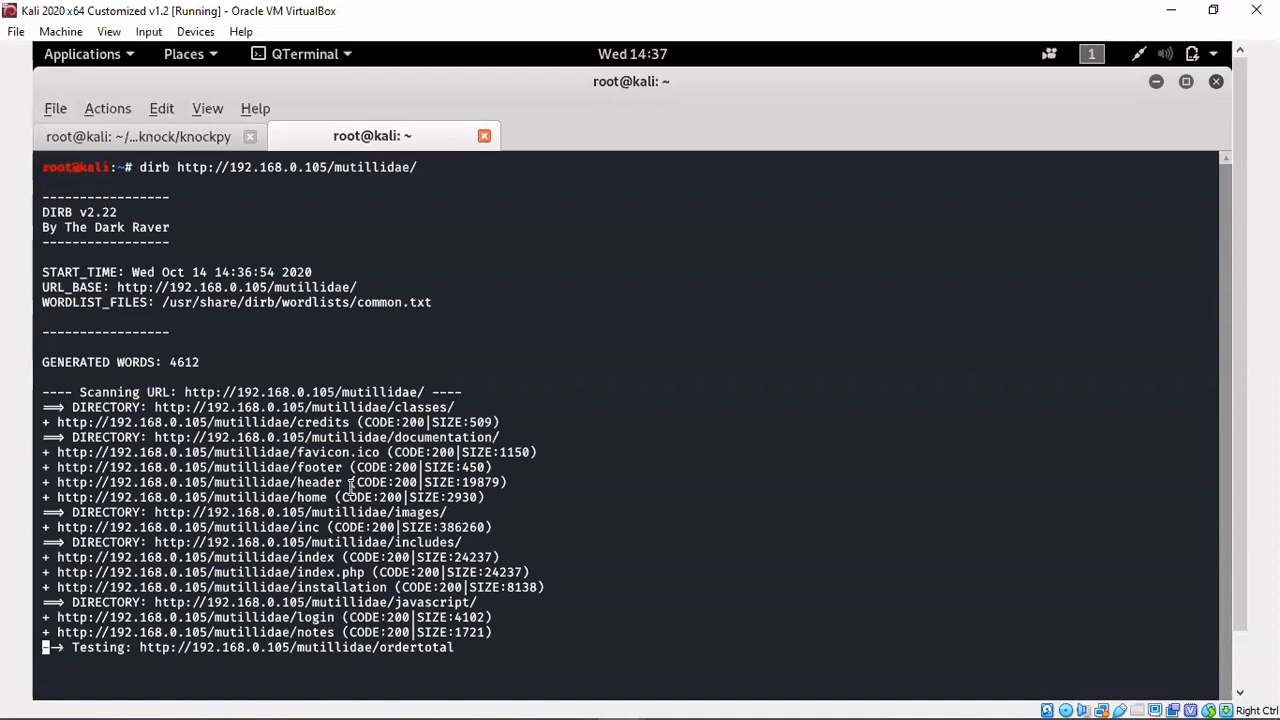 Kali 2020 x64 Customized v1.2 [Running] - Oracle VM VirtualBox
File Machine View Input Devices Help
Applications Places QTerminal Wed 14:37 1
root@kali: ~
File Actions Edit View Help
root@kali: ~/...knock/knockpy root@kali: ~
root@kali:~# dirb http://192.168.0.105/mutillidae/
-----------------
DIRB v2.22
By The Dark Raver
-----------------
START_TIME: Wed Oct 14 14:36:54 2020
URL_BASE: http://192.168.0.105/mutillidae/
WORDLIST_FILES: /usr/share/dirb/wordlists/common.txt
-----------------
GENERATED WORDS: 4612
---- Scanning URL: http://192.168.0.105/mutillidae/ ----
==> DIRECTORY: http://192.168.0.105/mutillidae/classes/
+ http://192.168.0.105/mutillidae/credits (CODE:200|SIZE:509)
==> DIRECTORY: http://192.168.0.105/mutillidae/documentation/
+ http://192.168.0.105/mutillidae/favicon.ico (CODE:200|SIZE:1150)
+ http://192.168.0.105/mutillidae/footer (CODE:200|SIZE:450)
+ http://192.168.0.105/mutillidae/header (CODE:200|SIZE:19879)
+ http://192.168.0.105/mutillidae/home (CODE:200|SIZE:2930)
==> DIRECTORY: http://192.168.0.105/mutillidae/images/
+ http://192.168.0.105/mutillidae/inc (CODE:200|SIZE:386260)
==> DIRECTORY: http://192.168.0.105/mutillidae/includes/
+ http://192.168.0.105/mutillidae/index (CODE:200|SIZE:24237)
+ http://192.168.0.105/mutillidae/index.php (CODE:200|SIZE:24237)
+ http://192.168.0.105/mutillidae/installation (CODE:200|SIZE:8138)
==> DIRECTORY: http://192.168.0.105/mutillidae/javascript/
+ http://192.168.0.105/mutillidae/login (CODE:200|SIZE:4102)
+ http://192.168.0.105/mutillidae/notes (CODE:200|SIZE:1721)
--> Testing: http://192.168.0.105/mutillidae/ordertotal
Right Ctrl